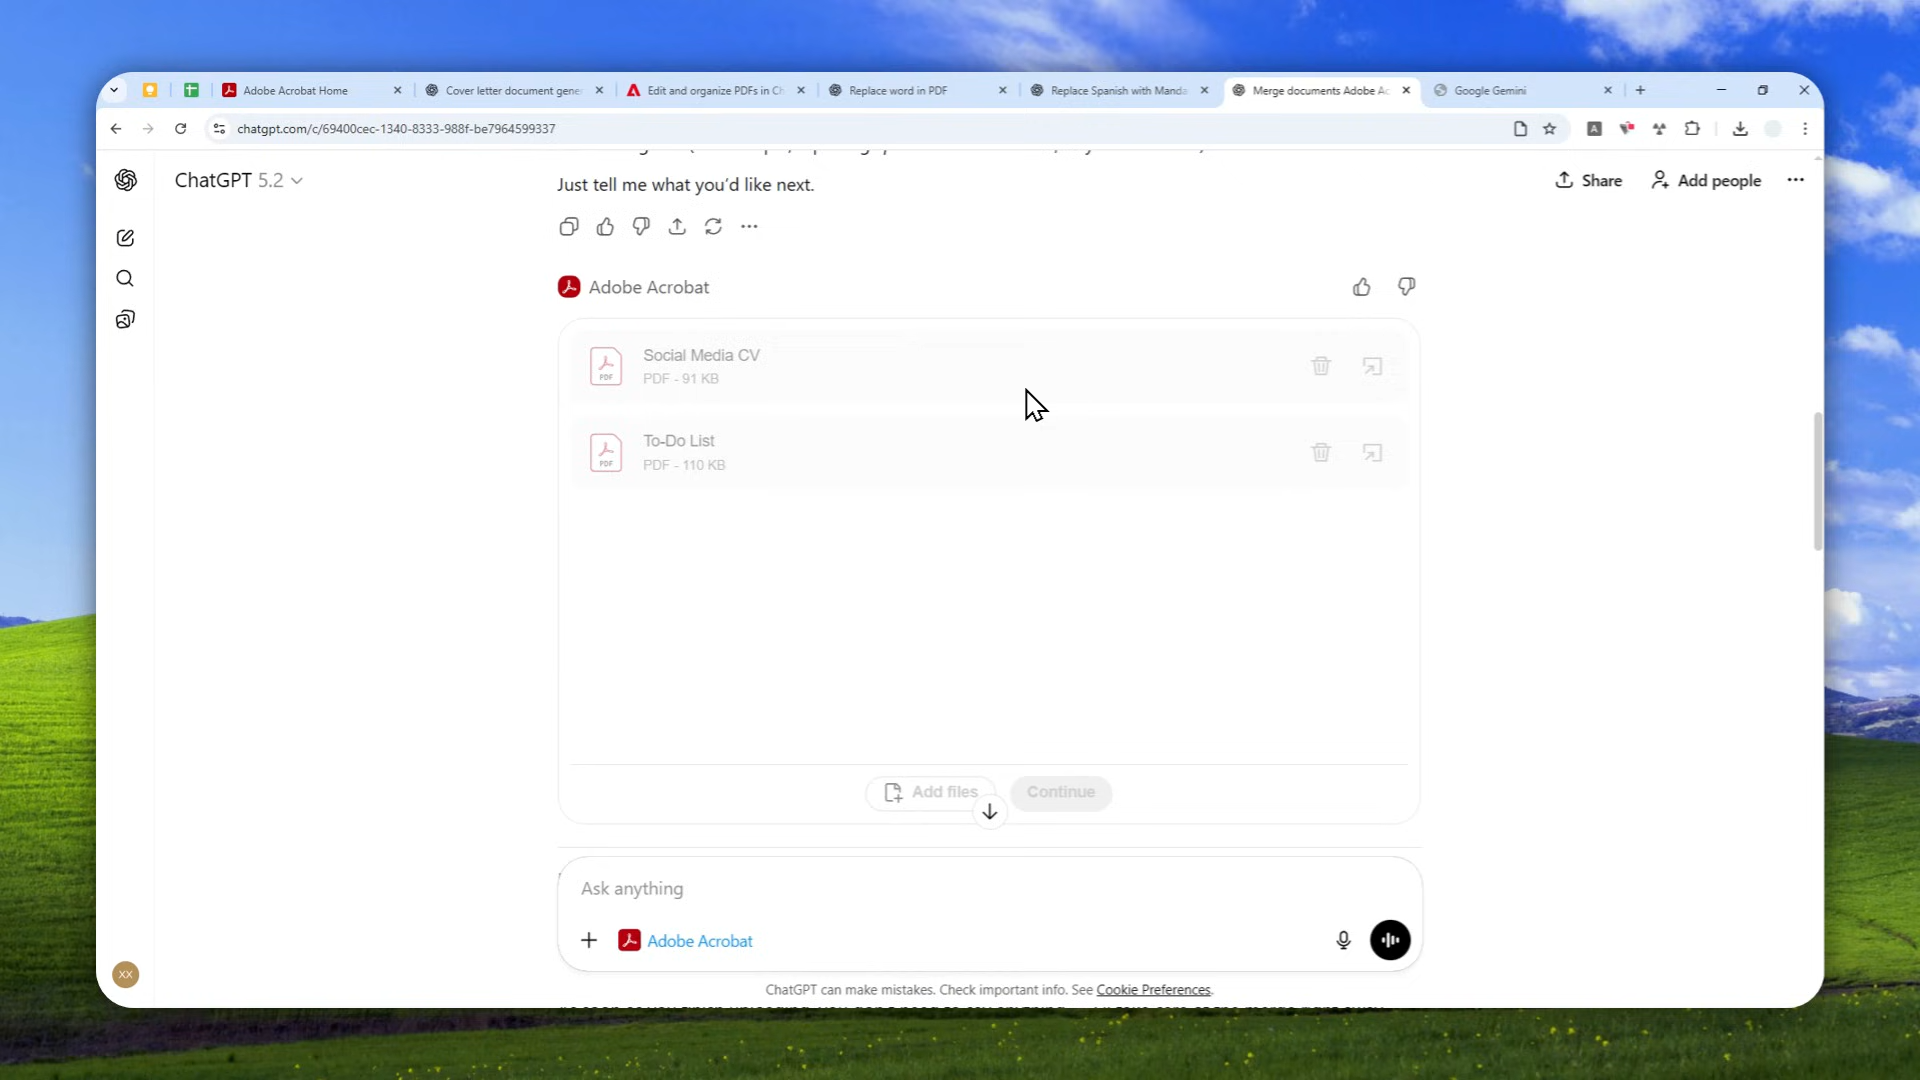 Adobe Acrobat Home
Cover letter document gene
Edit and organize PDFs in Ch
Replace word in PDF
Replace Spanish with Manda
Merge documents Adobe Ac
Google Gemini
chatgpt.com/c/69400cec-1340-8333-988f-be7964599337
ChatGPT 5.2
Share
Add people
Just tell me what you'd like next.
Adobe Acrobat
Social Media CV
PDF - 91 KB
PDF
To-Do List
PDF - 110 KB
PDF
Add files
Continue
Ask anything
Adobe Acrobat
XX
ChatGPT can make mistakes. Check important info. See Cookie Preferences.